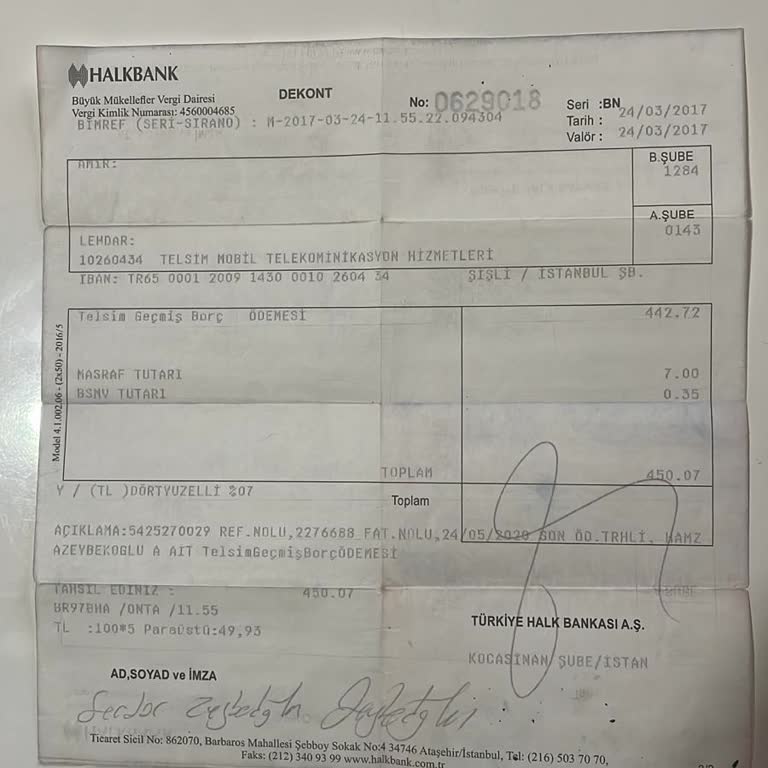 HALKBANK
Büyük Mükellefler Vergi Dairesi
Vergi Kimlik Numarası: 4560004685
DEKONT
No: 0629018
Seri :BN
Tarih : 24/03/2017
Valör : 24/03/2017
BIMREF (SERI-SIRANO) : M-2017-03-24-11.55.22.094304
AMIR:
B.ŞUBE
1284
A.ŞUBE
0143
LEHDAR:
10260434 TELSIM MOBIL TELEKOMINIKASYON HIZMETLERI
IBAN: TR65 0001 2009 1430 0010 2604 34 ŞIŞLI / ISTANBUL ŞB.
Telsim Geçmiş Borç ÖDEMESI 442.72
MASRAF TUTARI 7.00
BSMV TUTARI 0.35
TOPLAM 450.07
Y / (TL )DÖRTYUZELLI %07
Toplam
AÇIKLAMA:5425270029 REF.NOLU,2276688 FAT.NOLU,24/05/2020 SON ÖD.TRHLI, HAMZ
AZEYBEKOGLU A AIT TelsimGeçmişBorçÖDEMESI
TAHSIL EDINIZ : 450.07
BR97BHA /ONTA /11.55
TL :100*5 Paraüstü:49,93
TÜRKİYE HALK BANKASI A.Ş.
KOCASINAN ŞUBE/ISTAN
AD,SOYAD ve İMZA
Serdar Zeybekoğlu
Ticaret Sicil No: 862070, Barbaros Mahallesi Şebboy Sokak No:4 34746 Ataşehir/İstanbul, Tel: (216) 503 70 70,
Faks: (212) 340 93 99 www.halkbank.com.tr
Model 4.1.002.06 - (2x50) - 2016/5